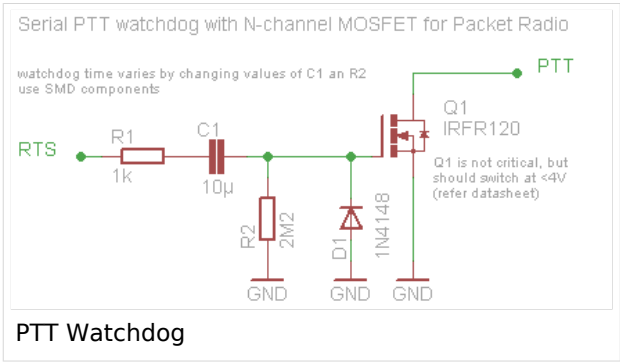 Serial PTT watchdog with N-channel MOSFET for Packet Radio
watchdog time varies by changing values of C1 an R2
use SMD components
PTT
Q1
IRFR120
Q1 is not critical, but
should switch at <4V
(refer datasheet)
RTS
R1
1k
C1
10µ
R2
2M2
D1
1N4148
GND
GND
GND
PTT Watchdog